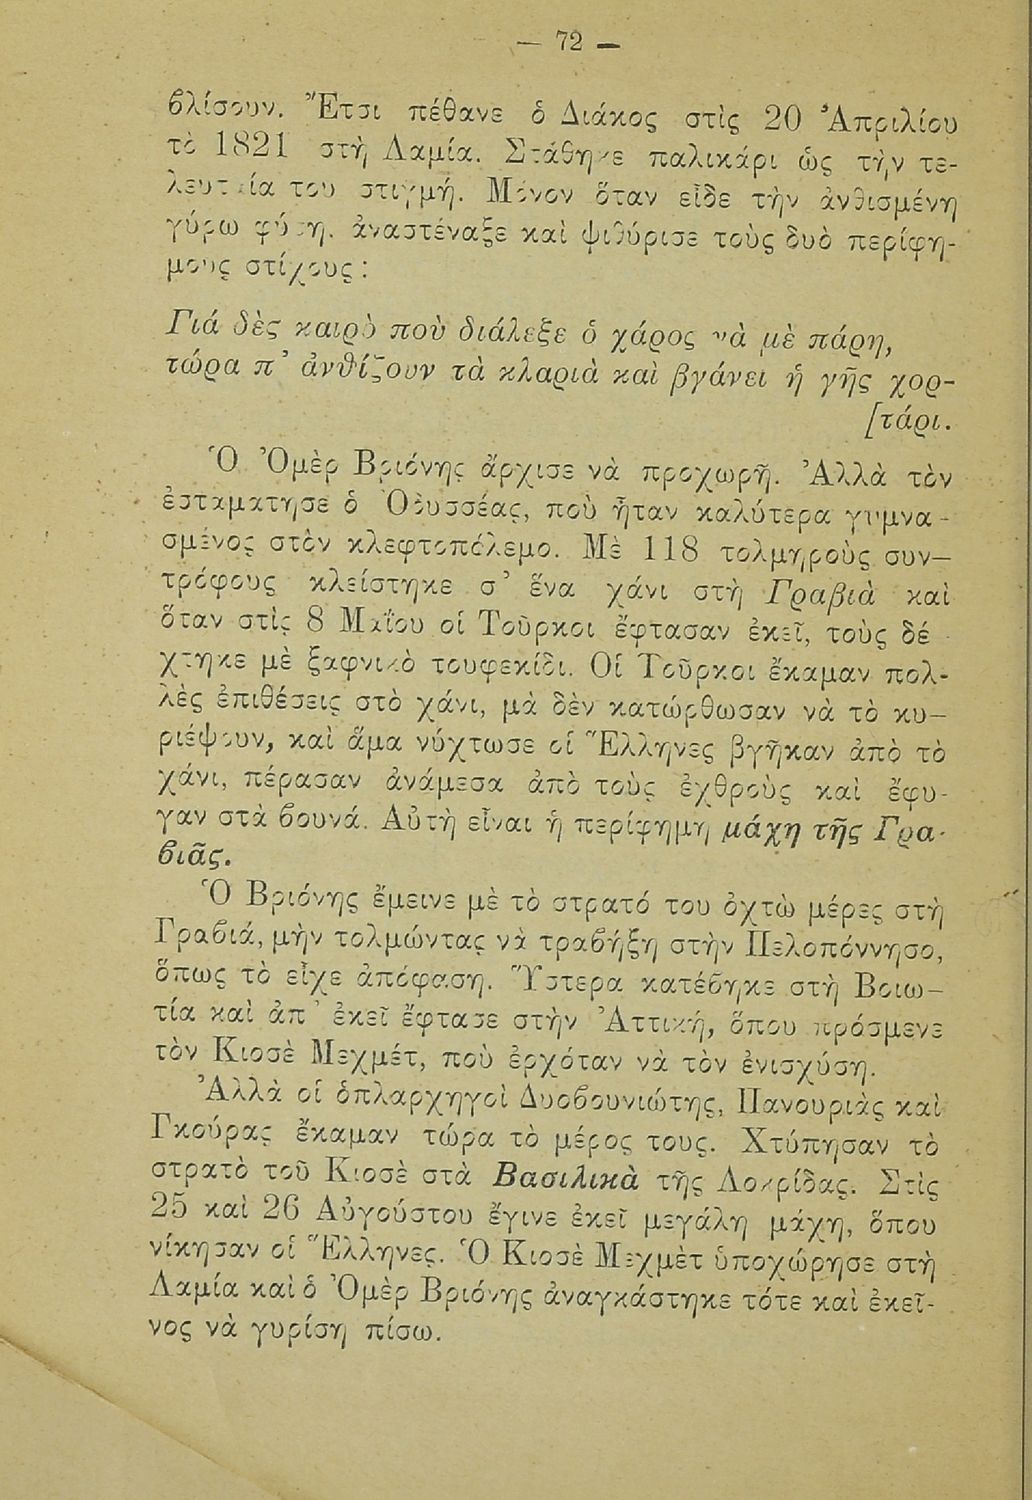 — 72 —
βλίσουν. Ἔτσι πέθανε ὁ Διάκος στὶς 20 Ἀπριλίου
τὸ 1821 στὴ Λαμία. Στάθηκε παλικάρι ὡς τὴν τε-
λευταία του στιγμή. Μόνον ὅταν εἶδε τὴν ἀνθισμένη
γύρω φύση, ἀναστέναξε καὶ ψιθύρισε τοὺς δυὸ περίφη-
μους στίχους :
Γιά δὲς καιρὸ ποὺ διάλεξε ὁ χάρος νὰ μὲ πάρη,
τώρα π᾿ ἀνθίζουν τὰ κλαριὰ καὶ βγάνει ἡ γῆς χορ-
[τάρι.
Ὁ Ὀμὲρ Βριόνης ἄρχισε νὰ προχωρῆ. Ἀλλὰ τὸν
ἐσταμάτησε ὁ Ὀδυσσέας, ποὺ ἦταν καλύτερα γυμνα-
σμένος στὸν κλεφτοπόλεμο. Μὲ 118 τολμηροὺς συν—
τρόφους κλείστηκε σ᾿ ἕνα χάνι στὴ Γραβιὰ καὶ
ὅταν στὶς 8 Μαΐου οἱ Τοῦρκοι ἔφτασαν ἐκεῖ, τοὺς δέ
χτηκε μὲ ξαφνικὸ τουφεκίδι. Οἱ Τοῦρκοι ἔκαμαν πολ-
λὲς ἐπιθέσεις στὸ χάνι, μὰ δὲν κατώρθωσαν νὰ τὸ κυ—
ριέψουν, καὶ ἅμα νύχτωσε οἱ Ἕλληνες βγῆκαν ἀπὸ τὸ
χάνι, πέρασαν ἀνάμεσα ἀπὸ τοὺς ἐχθροὺς καὶ ἔφυ-
γαν στὰ βουνά. Αὐτὴ εἶναι ἡ περίφημη μάχη τῆς Γρα-
βιᾶς.
Ὁ Βριόνης ἔμεινε μὲ τὸ στρατό του ὀχτὼ μέρες στὴ
Γραβιά, μὴν τολμώντας νὰ τραβήξη στὴν Πελοπόννησο,
ὅπως τὸ εἶχε ἀπόφαση. Ὕστερα κατέβηκε στὴ Βοιω—
τία καὶ ἀπ᾿ ἐκεῖ ἔφτασε στὴν Ἀττική, ὅπου πρόσμενε
τὸν Κιοσὲ Μεχμέτ, ποὺ ἐρχόταν νὰ τὸν ἐνισχύση.
Ἀλλὰ οἱ ὁπλαρχηγοὶ Δυοβουνιώτης, Πανουριὰς καὶ
Γκούρας ἔκαμαν τώρα τὸ μέρος τους. Χτύπησαν τὸ
στρατὸ τοῦ Κιοσὲ στὰ Βασιλικὰ τῆς Λοκρίδας. Στὶς
25 καὶ 26 Αὐγούστου ἔγινε ἐκεῖ μεγάλη μάχη, ὅπου
νίκησαν οἱ Ἕλληνες. Ὁ Κιοσὲ Μεχμὲτ ὑποχώρησε στὴ
Λαμία καὶ ὁ Ὀμὲρ Βριόνης ἀναγκάστηκε τότε καὶ ἐκεῖ-
νος νὰ γυρίση πίσω.